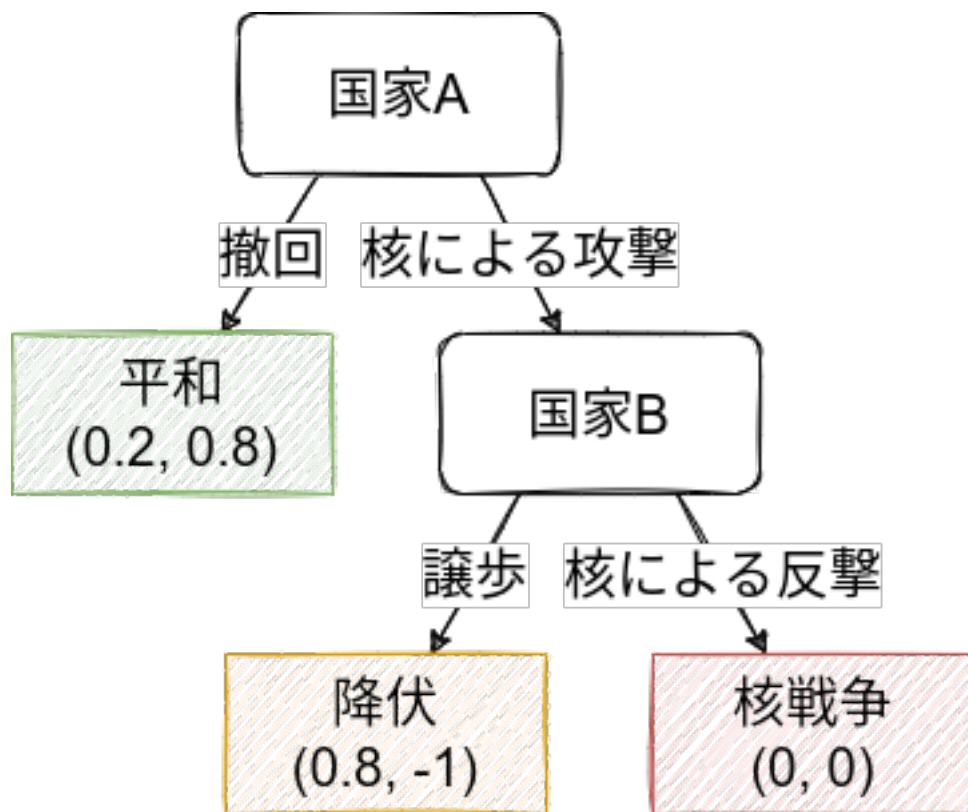 国家A
撤回
核による攻撃
平和
(0.2, 0.8)
国家B
譲歩
核による反撃
降伏
(0.8, -1)
核戦争
(0, 0)